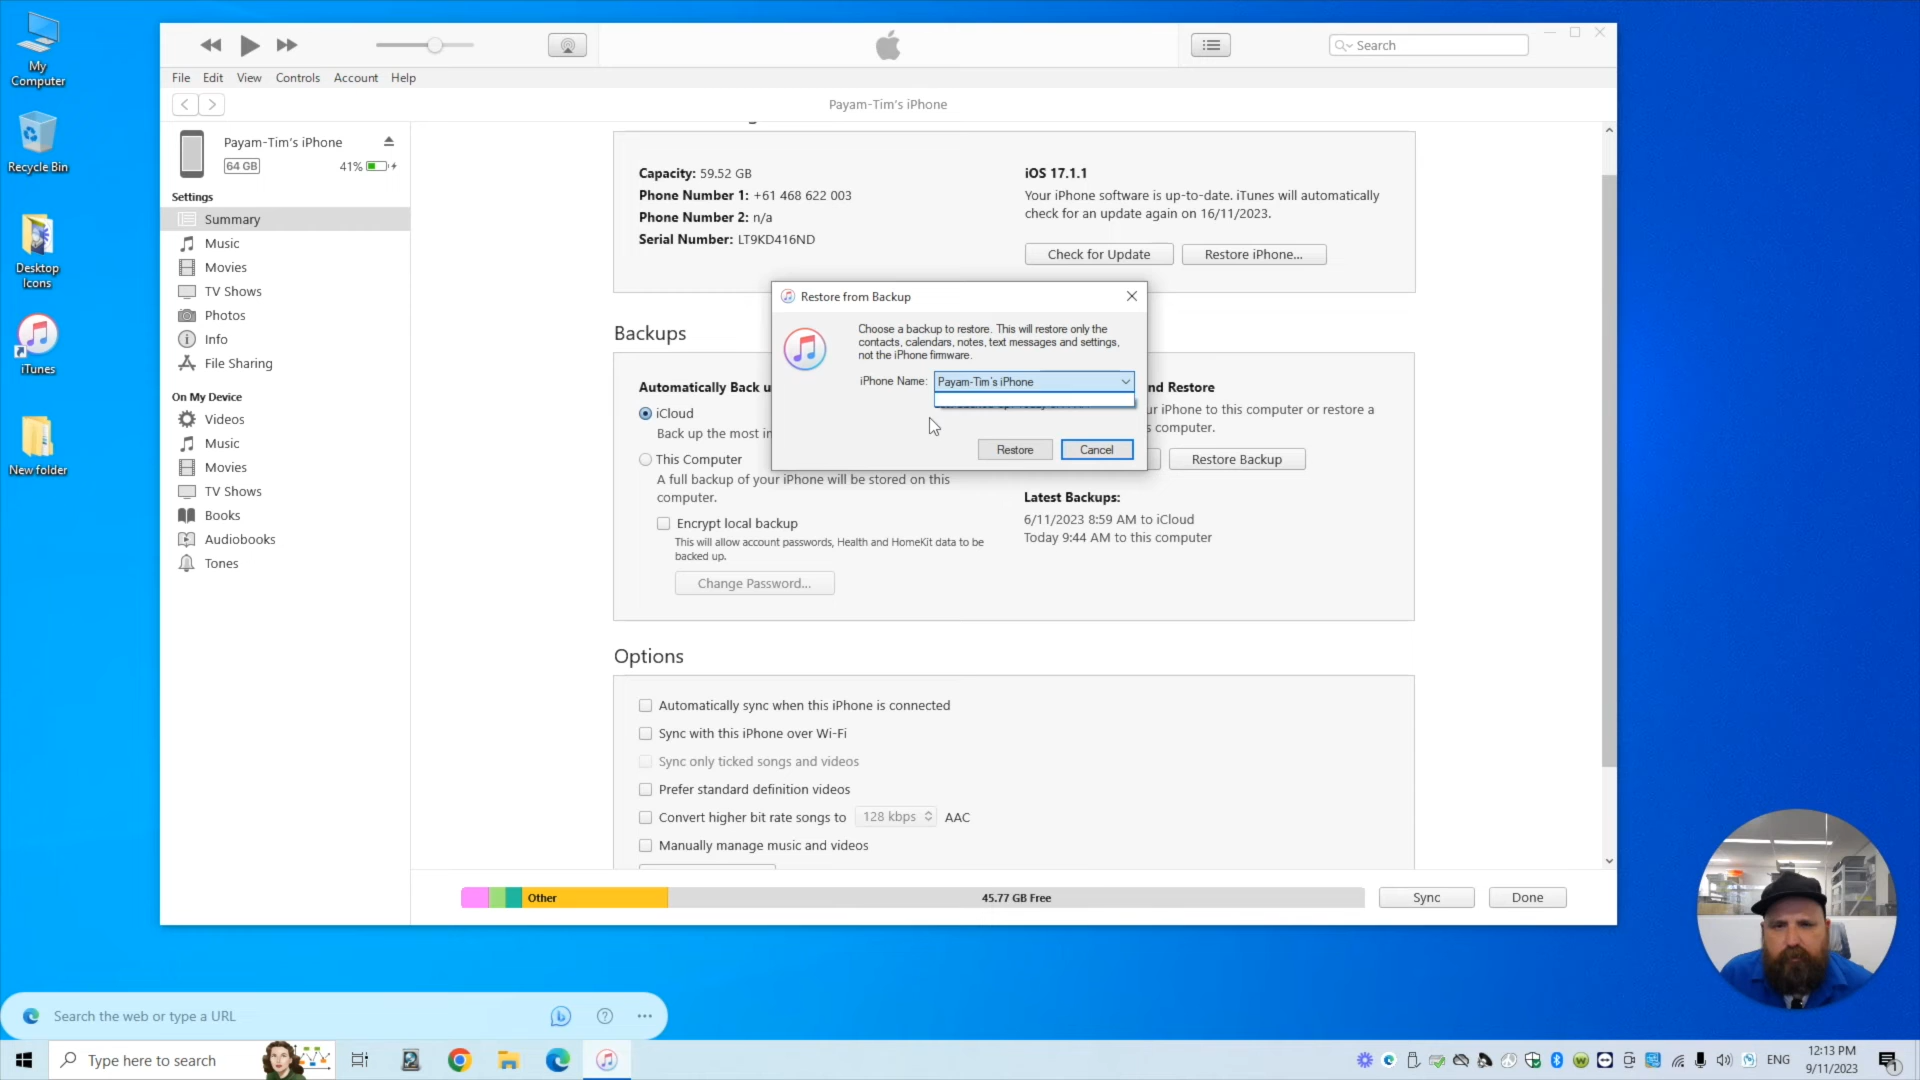 My
Computer
Recycle Bin
Desktop
Icons
iTunes
New folder
Search
File Edit View Controls Account Help
Payam-Tim's iPhone
Payam-Tim's iPhone
64 GB 41%
Settings
Summary
Music
Movies
TV Shows
Photos
Info
File Sharing
On My Device
Videos
Music
Movies
TV Shows
Books
Audiobooks
Tones
Capacity: 59.52 GB
Phone Number 1: +61 468 622 003
Phone Number 2: n/a
Serial Number: LT9KD416ND
iOS 17.1.1
Your iPhone software is up-to-date. iTunes will automatically
check for an update again on 16/11/2023.
Check for Update Restore iPhone...
Restore from Backup
Choose a backup to restore. This will restore only the
contacts, calendars, notes, text messages and settings,
not the iPhone firmware.
iPhone Name: Payam-Tim's iPhone
Restore Cancel
Backups
Automatically Back u
iCloud
Back up the most in
This Computer
A full backup of your iPhone will be stored on this
computer.
Encrypt local backup
This will allow account passwords, Health and HomeKit data to be
backed up.
Change Password...
nd Restore
ur iPhone to this computer or restore a
s computer.
Restore Backup
Latest Backups:
6/11/2023 8:59 AM to iCloud
Today 9:44 AM to this computer
Options
Automatically sync when this iPhone is connected
Sync with this iPhone over Wi-Fi
Sync only ticked songs and videos
Prefer standard definition videos
Convert higher bit rate songs to 128 kbps AAC
Manually manage music and videos
Other 45.77 GB Free
Sync Done
Search the web or type a URL
Type here to search
ENG
12:13 PM
9/11/2023
1